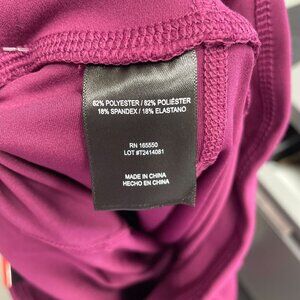 82% POLYESTER / 82% POLIÉSTER
18% SPANDEX / 18% ELASTANO
RN 165550
LOT #T2414081
MADE IN CHINA
HECHO EN CHINA